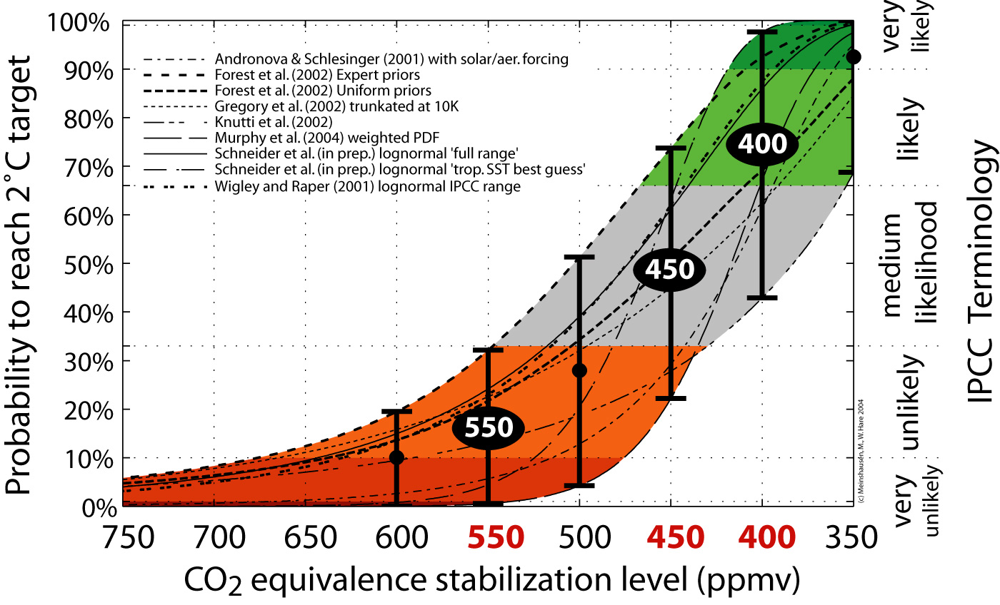 Probability to reach 2˚C target
100%
90%
80%
70%
60%
50%
40%
30%
20%
10%
0%
Andronova & Schlesinger (2001) with solar/aer. forcing
Forest et al. (2002) Expert priors
Forest et al. (2002) Uniform priors
Gregory et al. (2002) trunkated at 10K
Knutti et al. (2002)
Murphy et al. (2004) weighted PDF
Schneider et al. (in prep.) lognormal 'full range'
Schneider et al. (in prep.) lognormal 'trop. SST best guess'
Wigley and Raper (2001) lognormal IPCC range
400
450
550
very
likely
likely
medium
likelihood
unlikely
very
unlikely
IPCC Terminology
(c) Meinshausen, M., W. Hare 2004
750 700 650 600 550 500 450 400 350
CO2 equivalence stabilization level (ppmv)